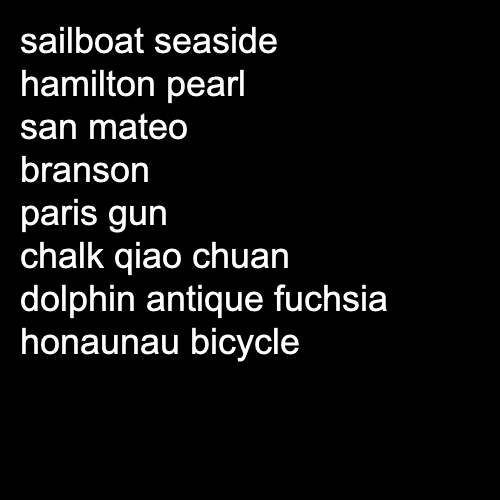 sailboat seaside
hamilton pearl
san mateo
branson
paris gun
chalk qiao chuan
dolphin antique fuchsia
honaunau bicycle